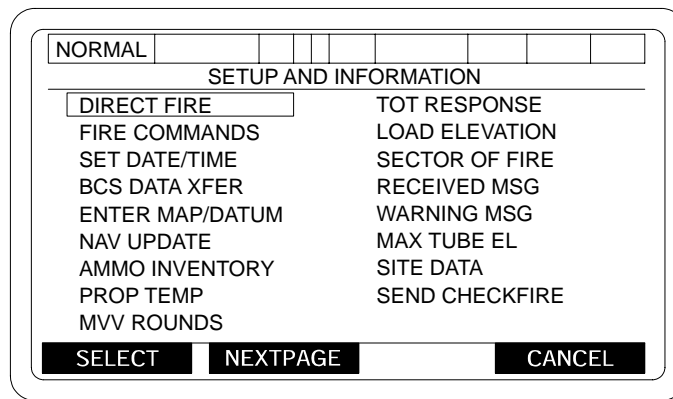 NORMAL
SETUP AND INFORMATION
DIRECT FIRE
FIRE COMMANDS
SET DATE/TIME
BCS DATA XFER
ENTER MAP/DATUM
NAV UPDATE
AMMO INVENTORY
PROP TEMP
MVV ROUNDS
TOT RESPONSE
LOAD ELEVATION
SECTOR OF FIRE
RECEIVED MSG
WARNING MSG
MAX TUBE EL
SITE DATA
SEND CHECKFIRE
SELECT NEXTPAGE CANCEL